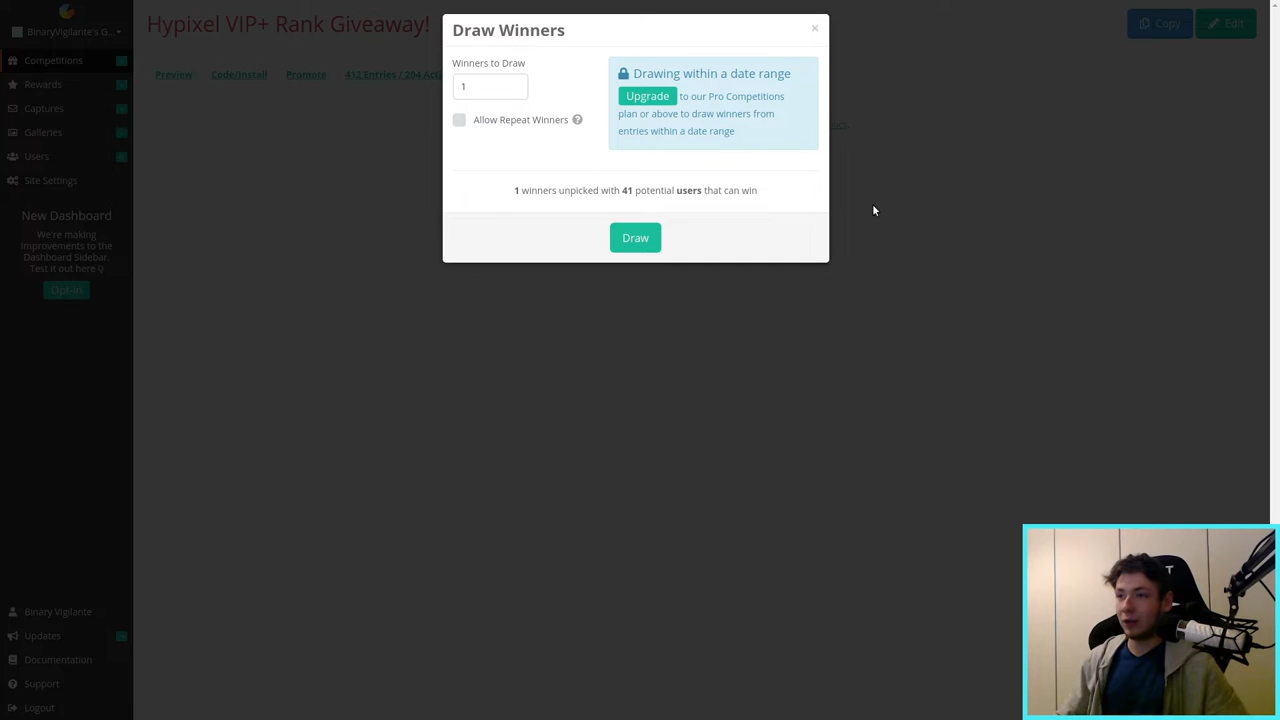 BinaryVigilante's G...
Competitions
Rewards
Captures
Galleries
Users
Site Settings
New Dashboard
We're making
improvements to the
Dashboard Sidebar.
Test it out here
Opt-in
Binary Vigilante
Updates
Documentation
Support
Logout
Hypixel VIP+ Rank Giveaway!
Copy
Edit
Preview Code/Install Promote 412 Entries / 204
Draw Winners
×
Winners to Draw
1
Allow Repeat Winners
Drawing within a date range
Upgrade to our Pro Competitions
plan or above to draw winners from
entries within a date range
1 winners unpicked with 41 potential users that can win
Draw